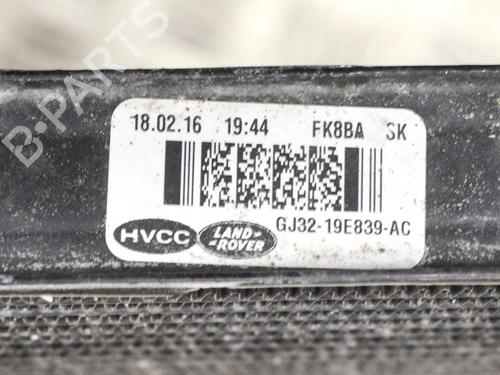 B-PARTS
18.02.16 19:44 FK8BA SK
GJ32-19E839-AC
HVCC LAND-
ROVER